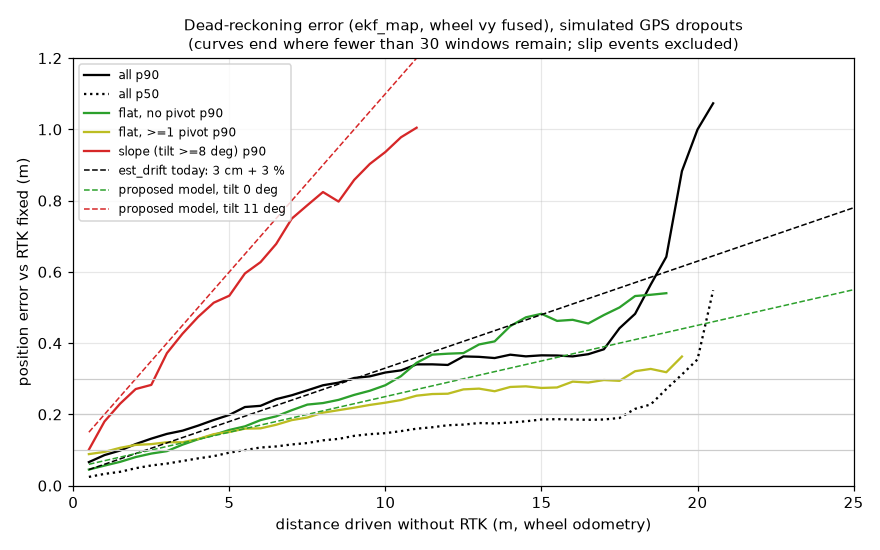 Dead-reckoning error (ekf_map, wheel vy fused), simulated GPS dropouts
(curves end where fewer than 30 windows remain; slip events excluded)
1.2
1.0
0.8
0.6
0.4
0.2
0.0
position error vs RTK fixed (m)
all p90
all p50
flat, no pivot p90
flat, >=1 pivot p90
slope (tilt >=8 deg) p90
est_drift today: 3 cm + 3 %
proposed model, tilt 0 deg
proposed model, tilt 11 deg
0 5 10 15 20 25
distance driven without RTK (m, wheel odometry)